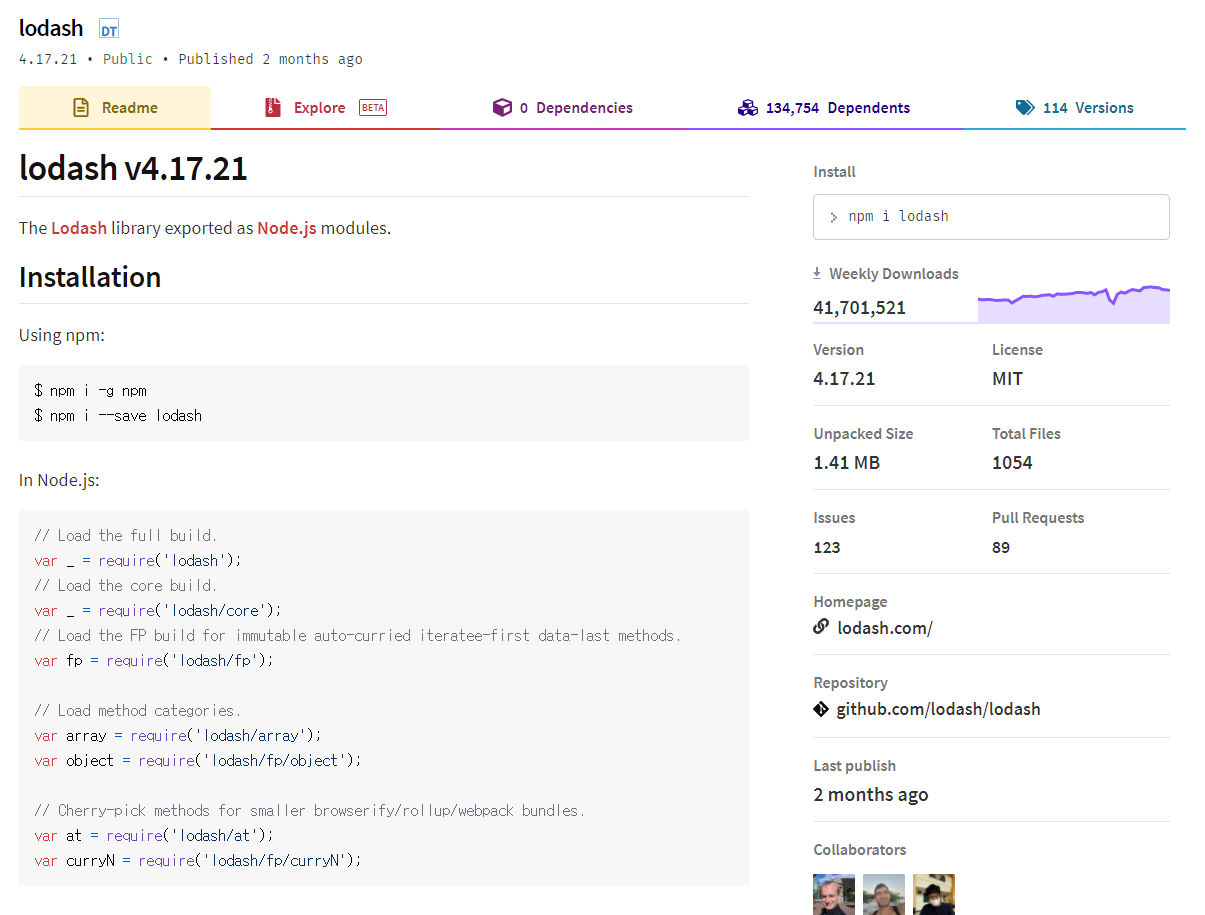 lodash DT
4.17.21 • Public • Published 2 months ago
Readme
Explore BETA
0 Dependencies
134,754 Dependents
114 Versions
lodash v4.17.21
The Lodash library exported as Node.js modules.
Installation
Using npm:
$ npm i -g npm
$ npm i --save lodash
In Node.js:
// Load the full build.
var _ = require('lodash');
// Load the core build.
var _ = require('lodash/core');
// Load the FP build for immutable auto-curried iteratee-first data-last methods.
var fp = require('lodash/fp');
// Load method categories.
var array = require('lodash/array');
var object = require('lodash/fp/object');
// Cherry-pick methods for smaller browserify/rollup/webpack bundles.
var at = require('lodash/at');
var curryN = require('lodash/fp/curryN');
Install
> npm i lodash
Weekly Downloads
41,701,521
Version
4.17.21
License
MIT
Unpacked Size
1.41 MB
Total Files
1054
Issues
123
Pull Requests
89
Homepage
lodash.com/
Repository
github.com/lodash/lodash
Last publish
2 months ago
Collaborators